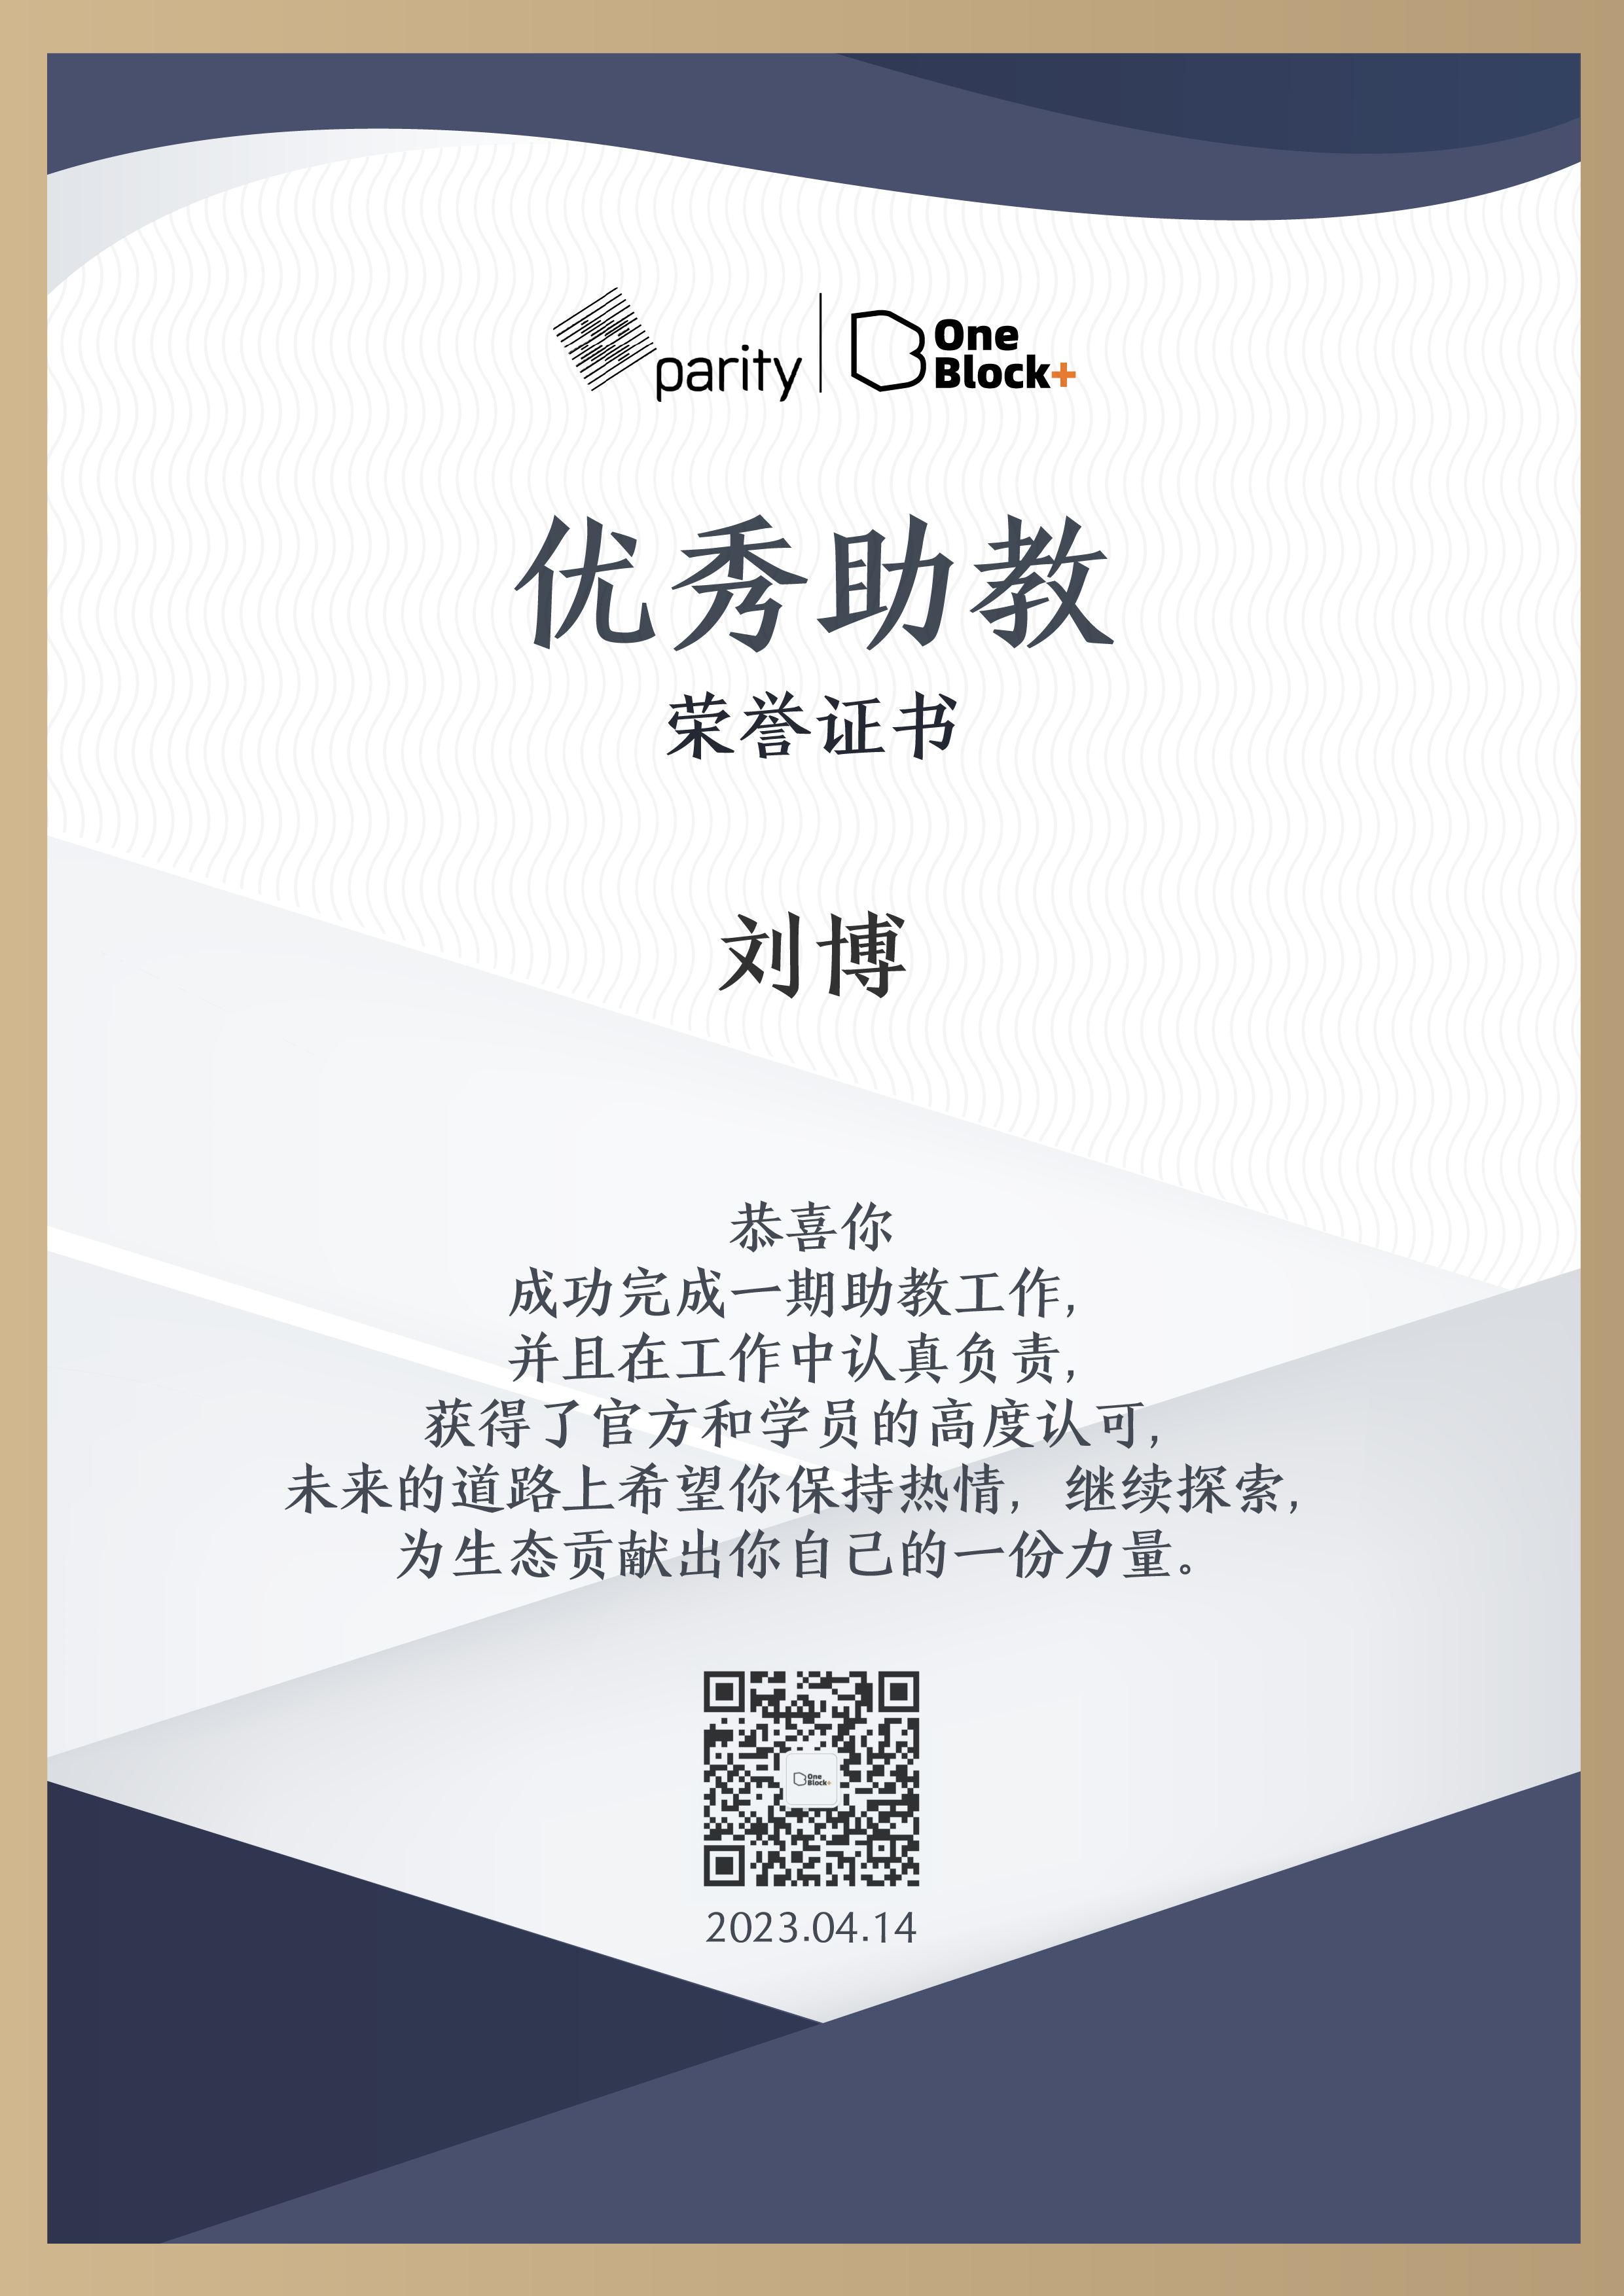 parity
One
Block+
优秀助教
荣誉证书
刘博
恭喜你
成功完成一期助教工作,
并且在工作中认真负责,
获得了官方和学员的高度认可,
未来的道路上希望你保持热情, 继续探索,
为生态贡献出你自己的一份力量。
One
Block+
2023.04.14